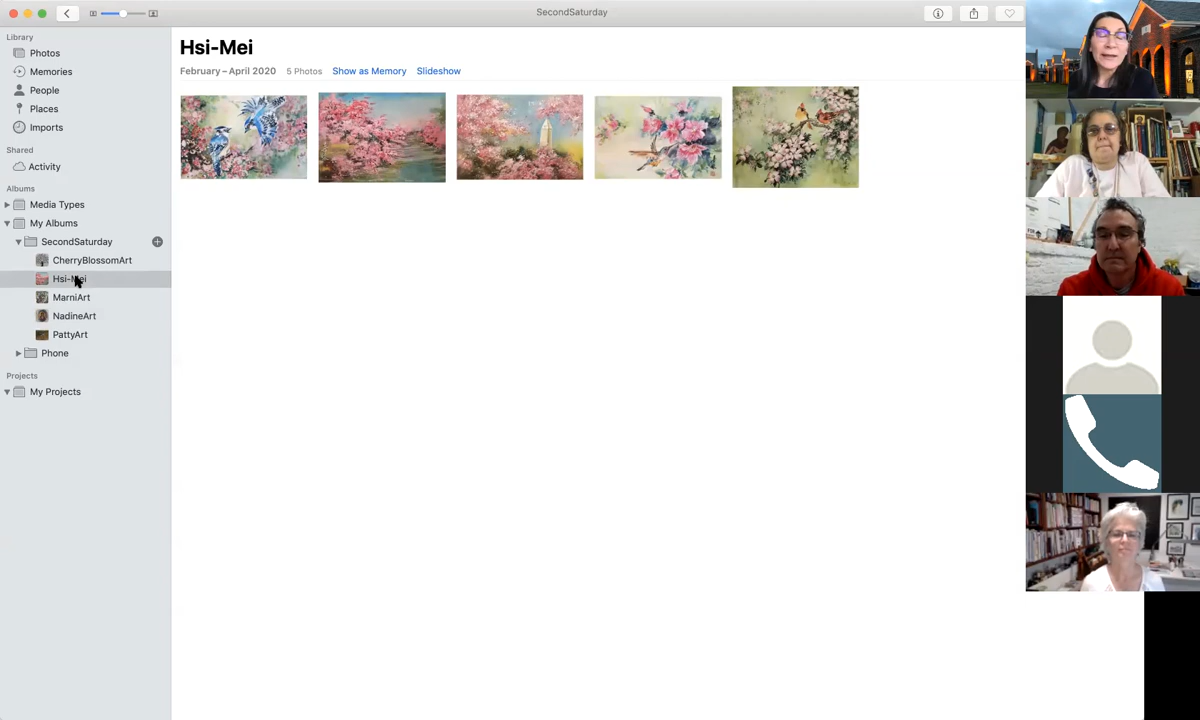 SecondSaturday
Library
Photos
Memories
People
Places
Imports
Shared
Activity
Albums
Media Types
My Albums
SecondSaturday
CherryBlossomArt
Hsi-Mei
MarniArt
NadineArt
PattyArt
Phone
Projects
My Projects
Hsi-Mei
February – April 2020 5 Photos Show as Memory Slideshow